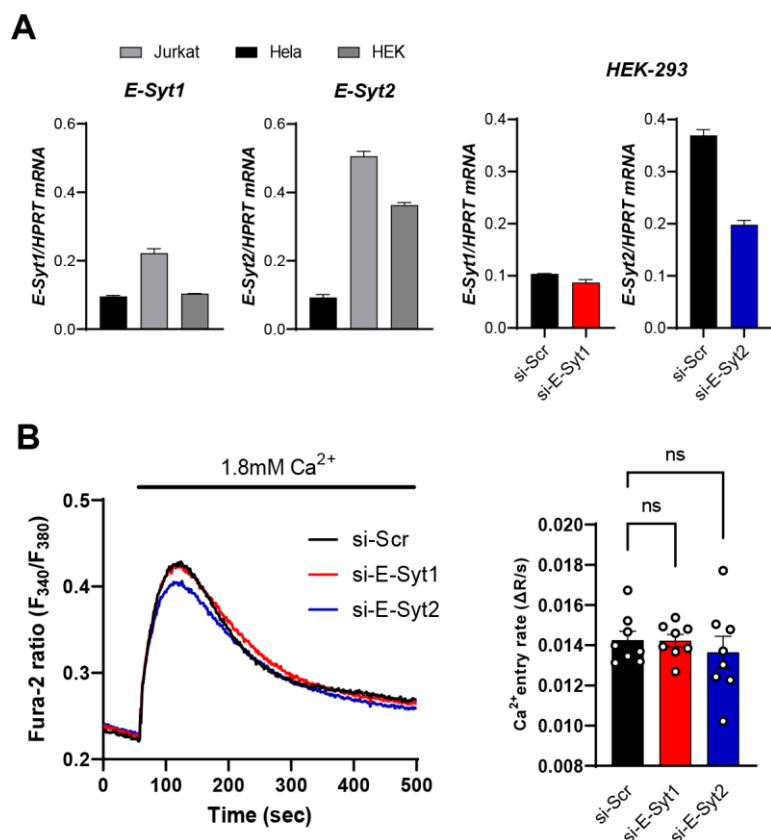 A
Jurkat Hela HEK
E-Syt1
E-Syt2
HEK-293
E-Syt1/HPRT mRNA
0.6
0.4
0.2
0.0
E-Syt2/HPRT mRNA
0.6
0.4
0.2
0.0
E-Syt1/HPRT mRNA
0.4
0.3
0.2
0.1
0.0
si-Scr
si-E-Syt1
E-Syt2/HPRT mRNA
0.4
0.3
0.2
0.1
0.0
si-Scr
si-E-Syt2
B
1.8mM Ca²⁺
Fura-2 ratio (F₃₄₀/F₃₈₀)
0.5
0.4
0.3
0.2
si-Scr
si-E-Syt1
si-E-Syt2
0 100 200 300 400 500
Time (sec)
ns
ns
Ca²⁺entry rate (ΔR/s)
0.020
0.018
0.016
0.014
0.012
0.010
0.008
si-Scr
si-E-Syt1
si-E-Syt2